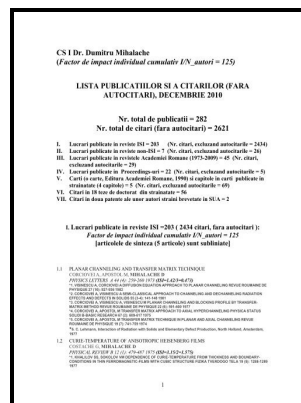 CS I Dr. Dumitru Mihalache
(Factor de impact individual cumulativ I/N_autori = 125)
LISTA PUBLICATIILOR SI A CITARILOR (FARA
AUTOCITARI), DECEMBRIE 2010
Nr. total de publicatii = 282
Nr. total de citari (fara autocitari) = 2621
I. Lucrari publicate in reviste ISI = 203 (Nr. citari, excluzand autocitarile = 2434)
II. Lucrari publicate in reviste non-ISI = 7 (Nr. citari, excluzand autocitarile = 26)
III. Lucrari publicate in revistele Academiei Romane (1973-2009) = 45 (Nr. citari,
excluzand autocitarile = 29)
IV. Lucrari publicate in Proceedings-uri = 22 (Nr. citari, excluzand autocitarile = 5)
V. Carti (o carte, Editura Academiei Romane, 1990) si capitole in carti publicate in
strainatate (4 capitole) = 5 (Nr. citari, excluzand autocitarile = 69)
VI. Citari in 18 teze de doctorat din strainatate = 56
VII. Citari in doua patente ale unor autori straini brevetate in SUA = 2
I. Lucrari publicate in reviste ISI =203 ( 2434 citari, fara autocitari ):
Factor de impact individual cumulativ I/N_autori = 125
[articolele de sinteza (5 articole) sunt subliniate]
1.1 PLANAR CHANNELING AND TRANSFER MATRIX TECHNIQUE
CORCIOVEI A, APOSTOL M, MIHALACHE D
1.2 CURIE-TEMPERATURE OF ANISOTROPIC HEISENBERG FILMS
COSTACHE G, MIHALACHE D
1